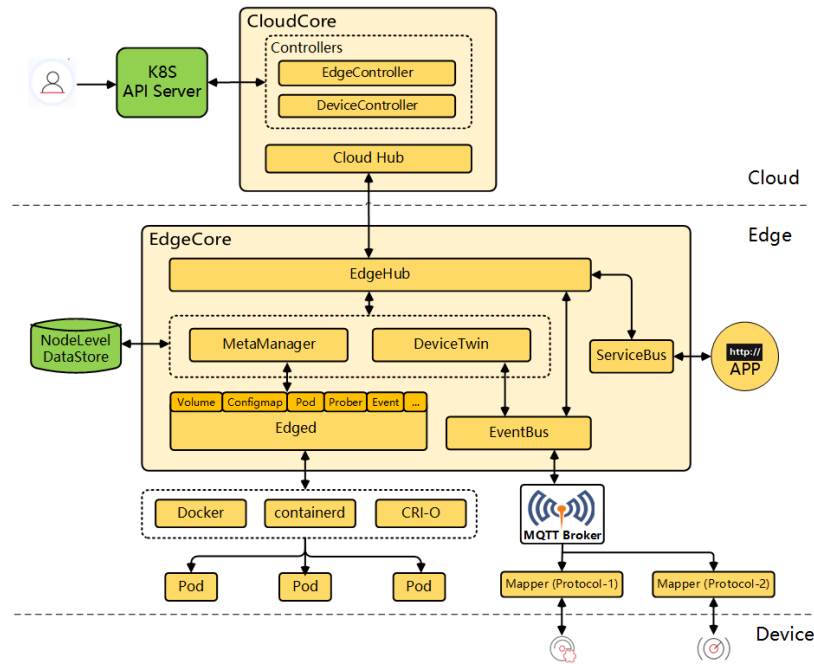 CloudCore
Controllers
K8S
API Server
EdgeController
DeviceController
Cloud Hub
Cloud
Edge
EdgeCore
EdgeHub
NodeLevel
DataStore
MetaManager
DeviceTwin
ServiceBus
http://
APP
Volume
Configmap
Pod
Prober
Event
...
Edged
EventBus
Docker
containerd
CRI-O
MQTT Broker
Pod
Pod
Pod
Mapper (Protocol-1)
Mapper (Protocol-2)
Device